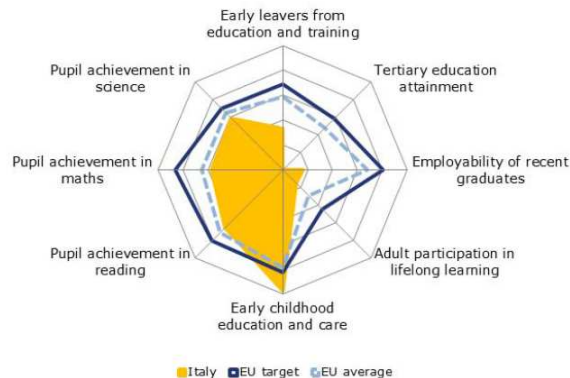 Early leavers from
education and training
Pupil achievement in
science
Tertiary education
attainment
Pupil achievement in
maths
Employability of recent
graduates
Pupil achievement in
reading
Adult participation in
lifelong learning
Early childhood
education and care
Italy EU target EU average